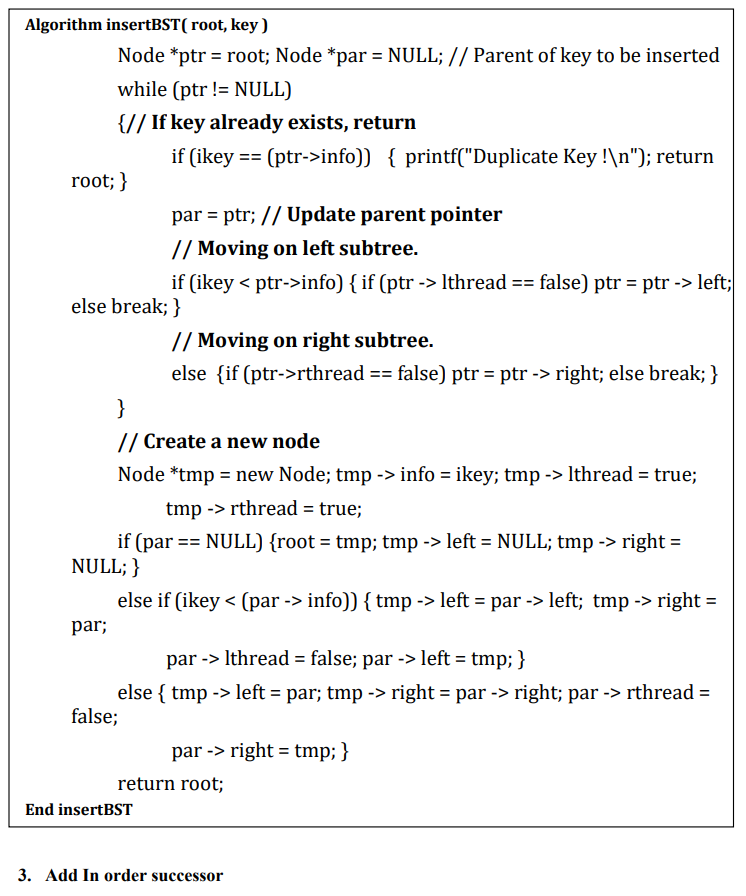 Algorithm insertBST( root, key )
Node *ptr = root; Node *par = NULL; // Parent of key to be inserted
while (ptr != NULL)
{// If key already exists, return
if (ikey == (ptr->info)) { printf("Duplicate Key !\n"); return
root; }
par = ptr; // Update parent pointer
// Moving on left subtree.
if (ikey < ptr->info) { if (ptr -> lthread == false) ptr = ptr -> left;
else break; }
// Moving on right subtree.
else {if (ptr->rthread == false) ptr = ptr -> right; else break; }
}
// Create a new node
Node *tmp = new Node; tmp -> info = ikey; tmp -> lthread = true;
tmp -> rthread = true;
if (par == NULL) {root = tmp; tmp -> left = NULL; tmp -> right =
NULL; }
else if (ikey < (par -> info)) { tmp -> left = par -> left; tmp -> right =
par;
par -> lthread = false; par -> left = tmp; }
else { tmp -> left = par; tmp -> right = par -> right; par -> rthread =
false;
par -> right = tmp; }
return root;
End insertBST
3. Add In order successor